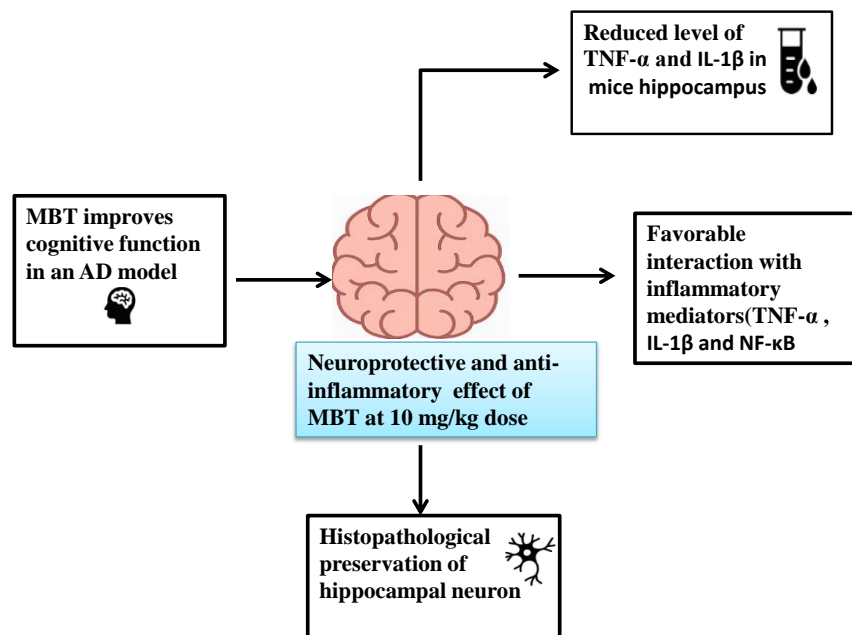 Reduced level of
TNF-α and IL-1β in
mice hippocampus
MBT improves
cognitive function
in an AD model
Favorable
interaction with
inflammatory
mediators(TNF-α ,
IL-1β and NF-κB
Neuroprotective and anti-
inflammatory effect of
MBT at 10 mg/kg dose
Histopathological
preservation of
hippocampal neuron